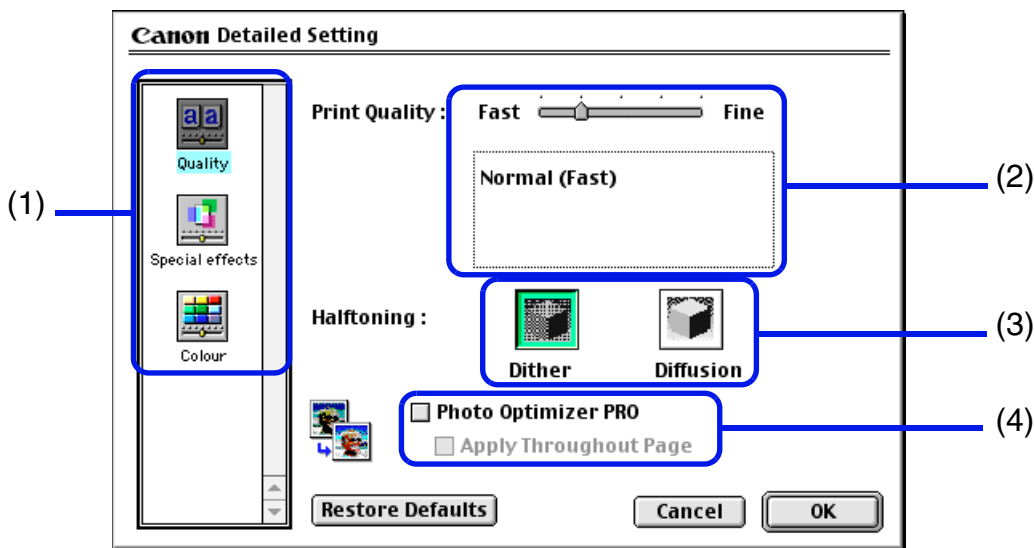 Canon Detailed Setting
Print Quality : Fast Fine
aa
Quality
Normal (Fast)
(1)
(2)
Special effects
Halftoning :
(3)
Colour
Dither Diffusion
Photo Optimizer PRO
(4)
Apply Throughout Page
Restore Defaults Cancel OK